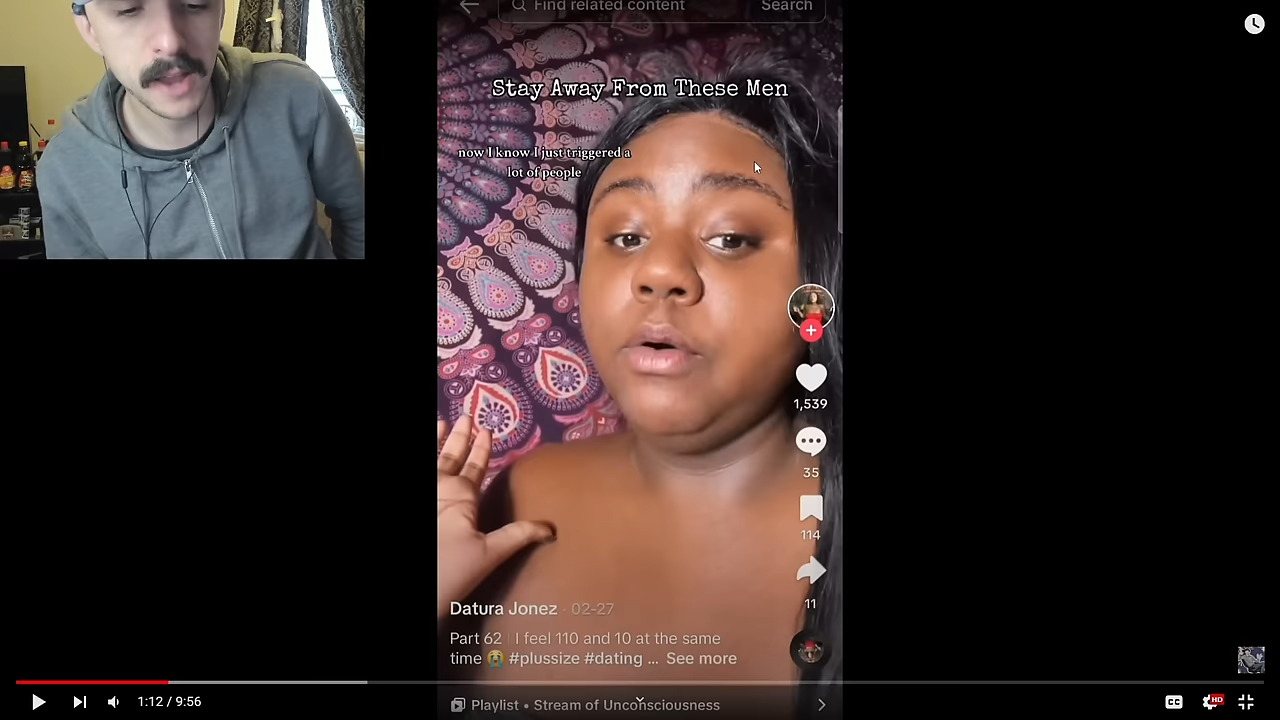 Find related content
Search
Stay Away From These Men
now I know I just triggered a
lot of people
1,539
35
114
11
Datura Jonez · 02-27
Part 62 | I feel 110 and 10 at the same
time 😭 #plussize #dating ... See more
Playlist • Stream of Unconsciousness
1:12 / 9:56
CC
HD